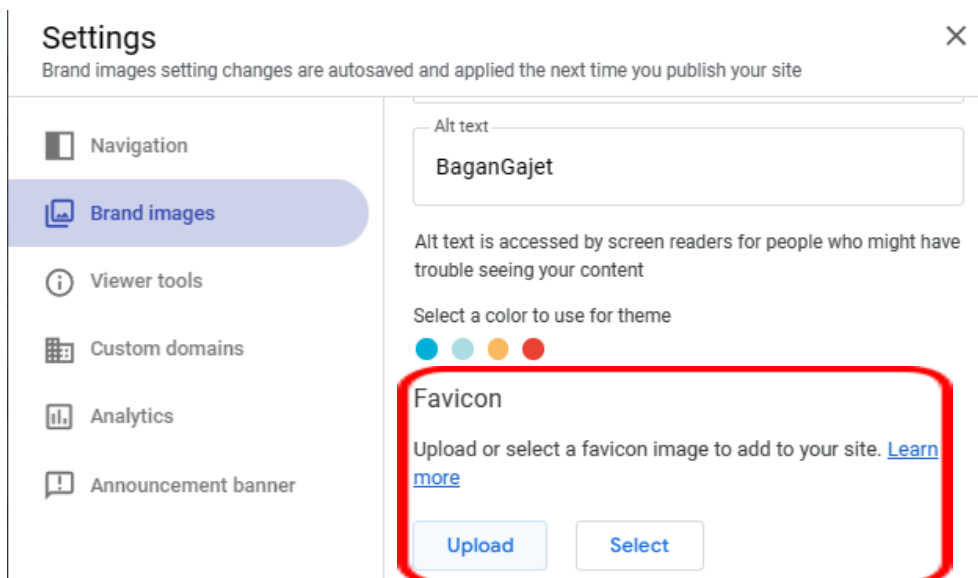 Settings
Brand images setting changes are autosaved and applied the next time you publish your site
Navigation
Brand images
Viewer tools
Custom domains
Analytics
Announcement banner
Alt text
BaganGajet
Alt text is accessed by screen readers for people who might have
trouble seeing your content
Select a color to use for theme
Favicon
Upload or select a favicon image to add to your site. Learn
more
Upload
Select